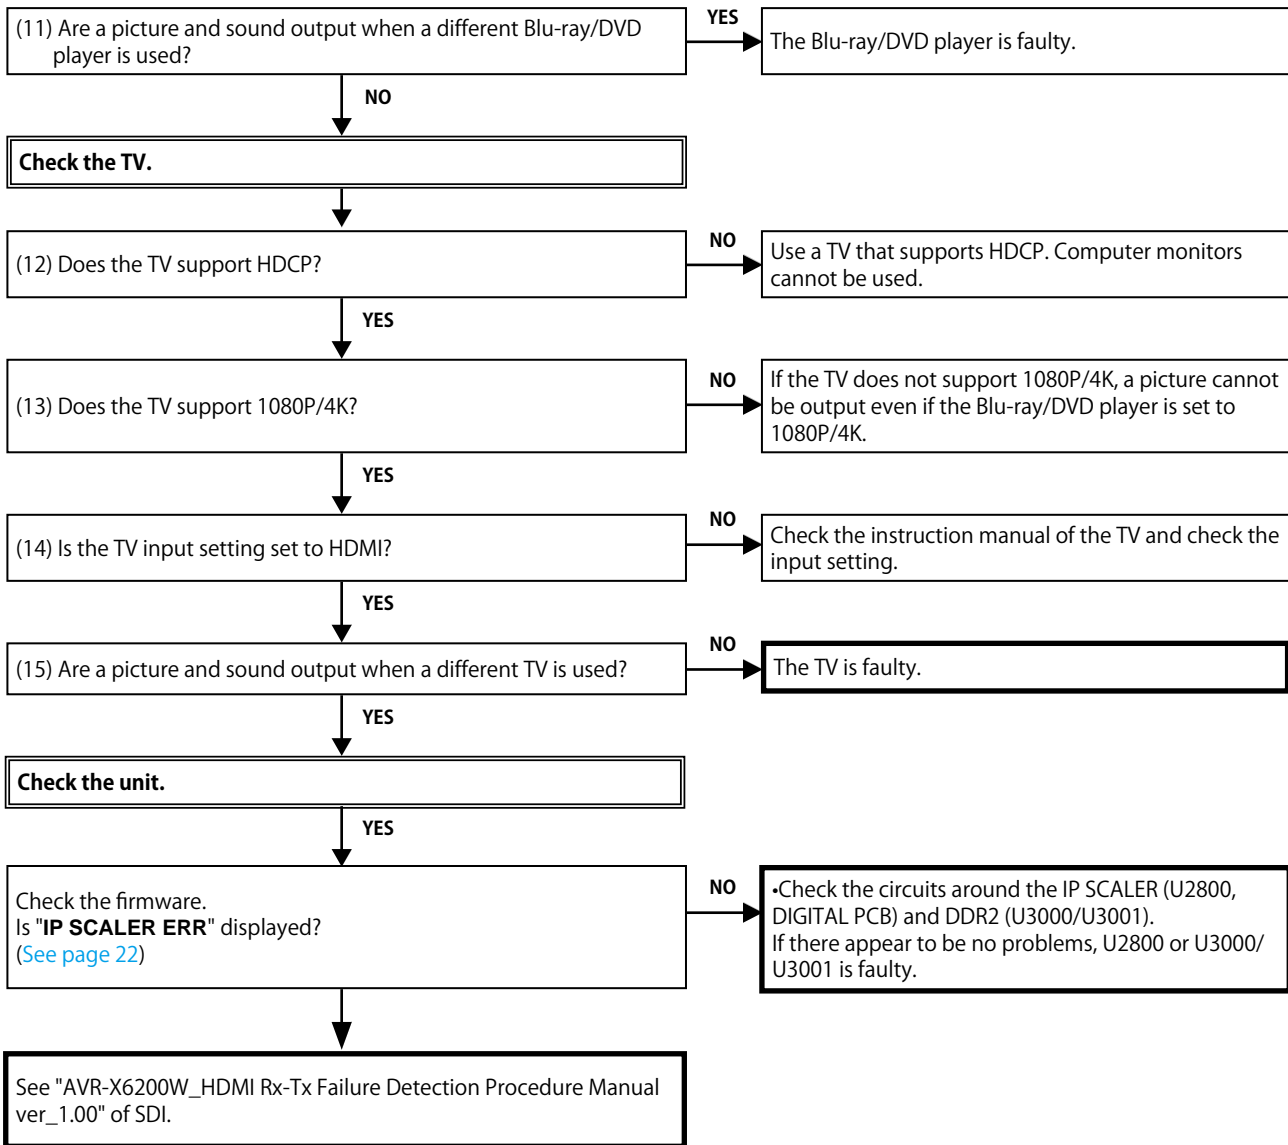 (11) Are a picture and sound output when a different Blu-ray/DVD
player is used?
YES
The Blu-ray/DVD player is faulty.
NO
Check the TV.
(12) Does the TV support HDCP?
NO
Use a TV that supports HDCP. Computer monitors
cannot be used.
YES
(13) Does the TV support 1080P/4K?
NO
If the TV does not support 1080P/4K, a picture cannot
be output even if the Blu-ray/DVD player is set to
1080P/4K.
YES
(14) Is the TV input setting set to HDMI?
NO
Check the instruction manual of the TV and check the
input setting.
YES
(15) Are a picture and sound output when a different TV is used?
NO
The TV is faulty.
YES
Check the unit.
YES
Check the firmware.
Is "IP SCALER ERR" displayed?
(See page 22)
NO
•Check the circuits around the IP SCALER (U2800,
DIGITAL PCB) and DDR2 (U3000/U3001).
If there appear to be no problems, U2800 or U3000/
U3001 is faulty.
See "AVR-X6200W_HDMI Rx-Tx Failure Detection Procedure Manual
ver_1.00" of SDI.